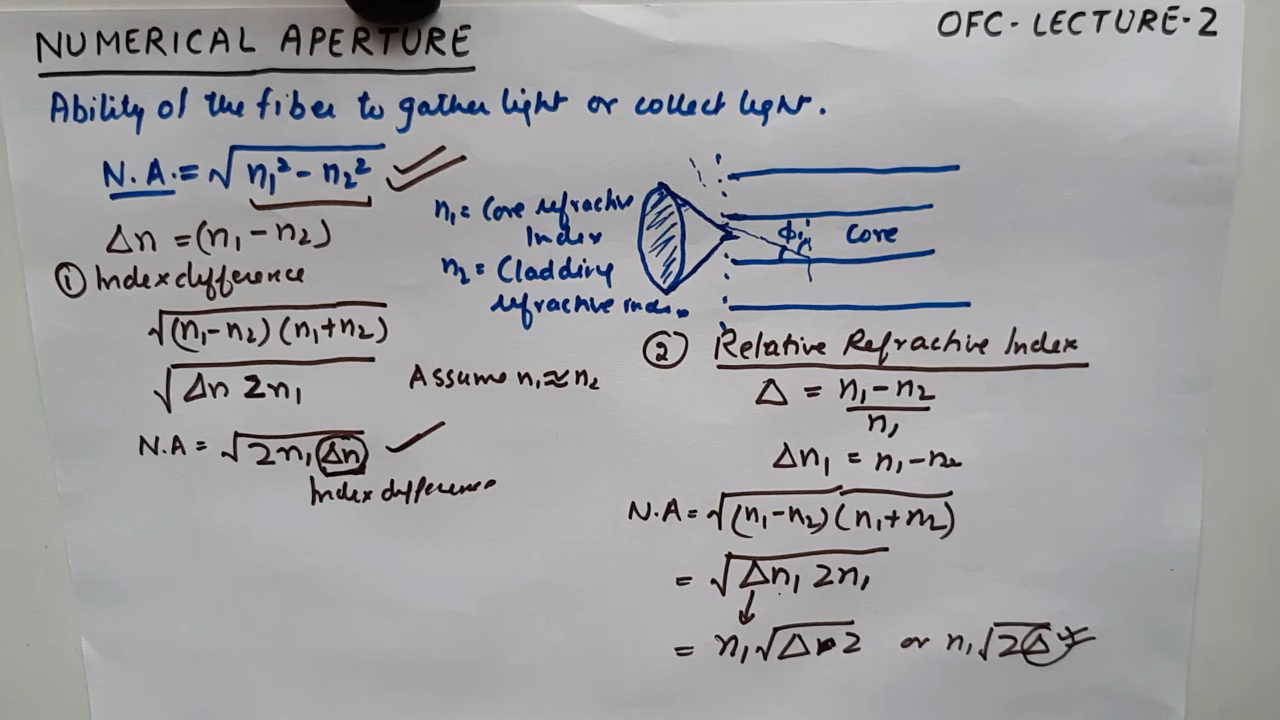 OFC - LECTURE - 2
NUMERICAL APERTURE
Ability of the fiber to gather light or collect light.
N.A. = √(n₁² - n₂²)
Δn = (n₁ - n₂)
① Index difference
√((n₁ - n₂) (n₁ + n₂))
√(Δn 2n₁)
Assume n₁ ≈ n₂
N.A = √(2n₁ Δn)
Index difference
n₁ = Core refractive
Index
n₂ = Cladding
refractive index.
ϕ₁
Core
② Relative Refractive Index
Δ = (n₁ - n₂)/n₁
Δn₁ = n₁ - n₂
N.A = √((n₁ - n₂) (n₁ + n₂))
= √(Δn₁ 2n₁)
= n₁√(Δ 2) or n₁√(2Δ)